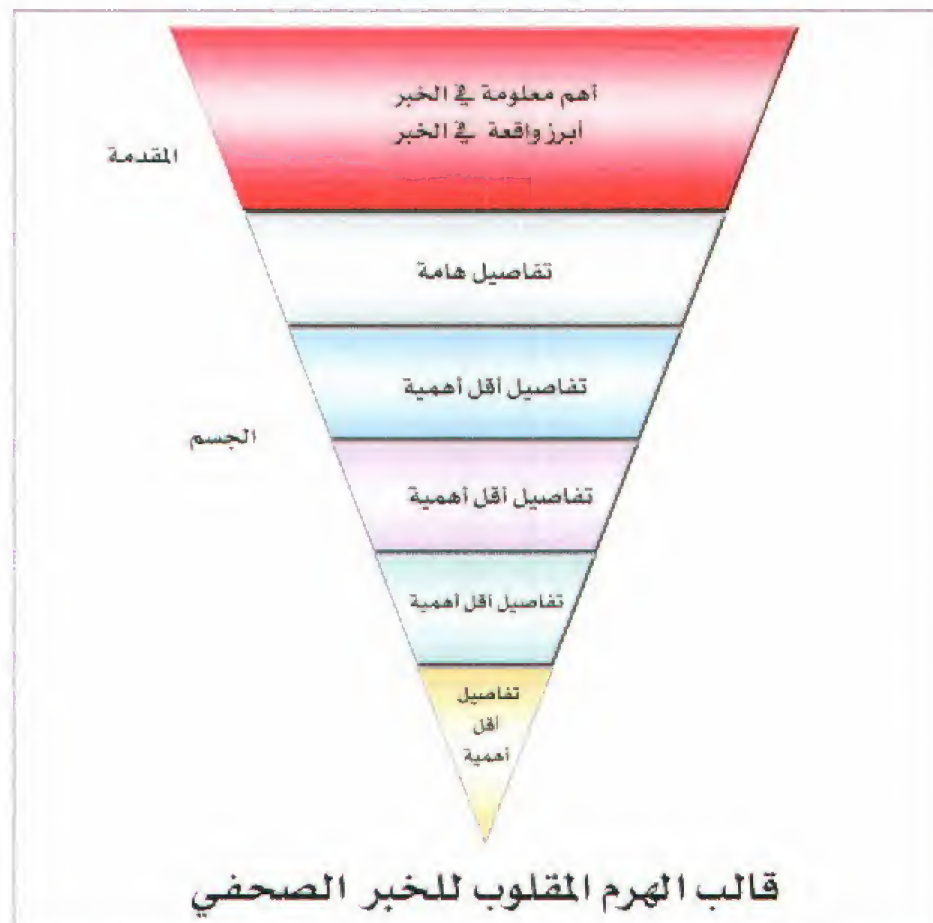 أهم معلومة في الخبر
أبرز واقعة في الخبر
المقدمة
تفاصيل هامة
تفاصيل أقل أهمية
الجسم
تفاصيل أقل أهمية
تفاصيل أقل أهمية
تفاصيل
أقل
أهمية
قالب الهرم المقلوب للخبر الصحفي